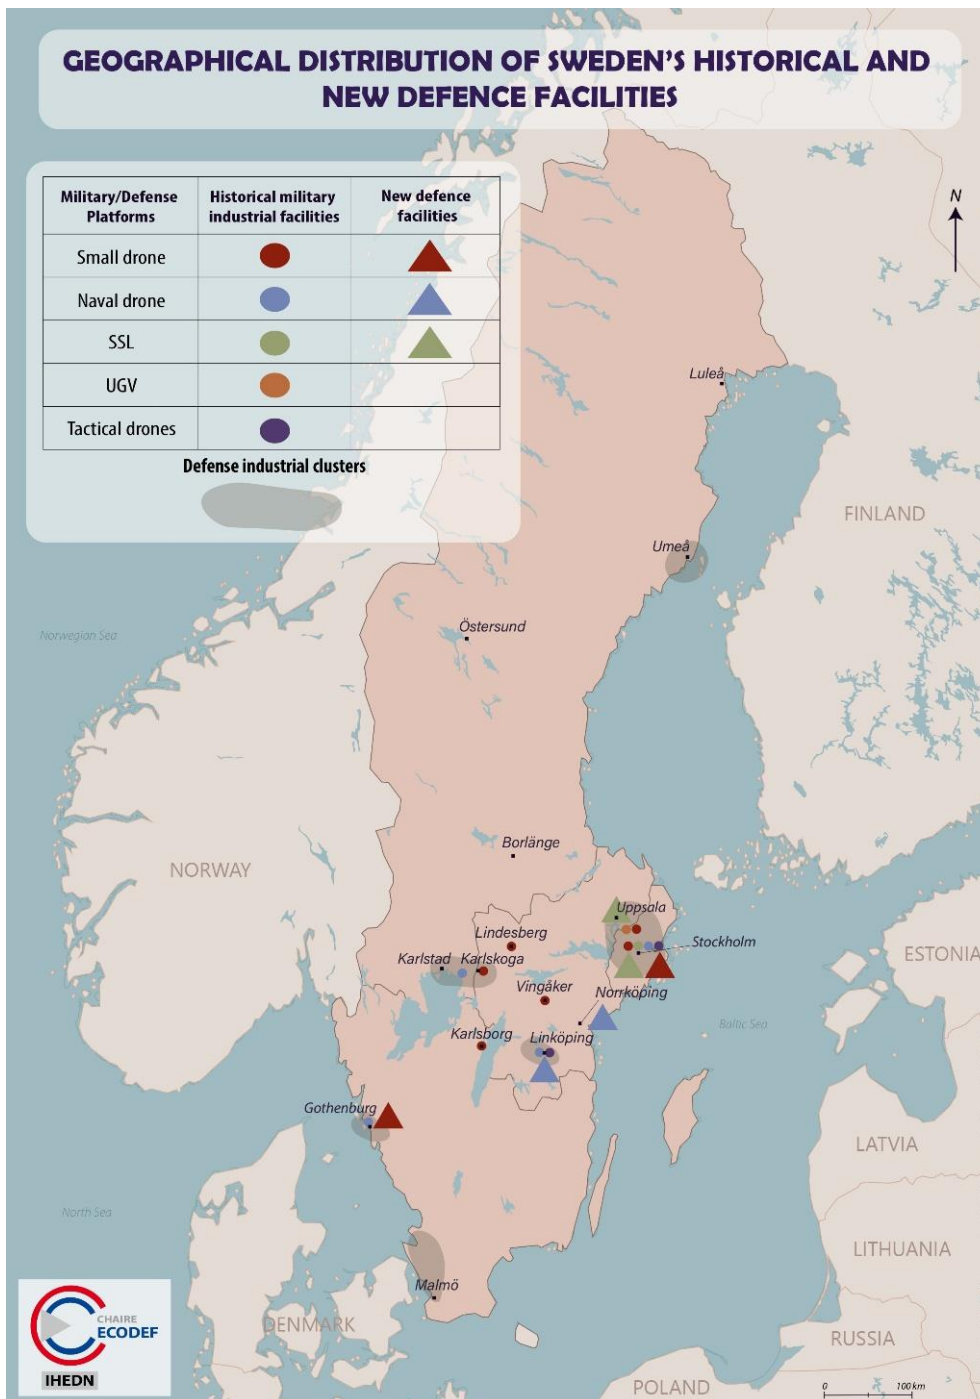 GEOGRAPHICAL DISTRIBUTION OF SWEDEN'S HISTORICAL AND
NEW DEFENCE FACILITIES
Military/Defense
Platforms
Historical military
industrial facilities
New defence
facilities
Small drone
Naval drone
SSL
UGV
Tactical drones
Defense industrial clusters
N
Luleå
FINLAND
Umeå
Norwegian Sea
Östersund
Borlänge
NORWAY
Uppsala
Lindesberg
Stockholm
ESTONIA
Karlstad
Karlskoga
Vingåker
Norrköping
Baltic Sea
Karlsborg
Linköping
Gothenburg
LATVIA
North Sea
LITHUANIA
Malmö
DENMARK
RUSSIA
POLAND
0
100 km
CHAIRE
ECODEF
IHEDN